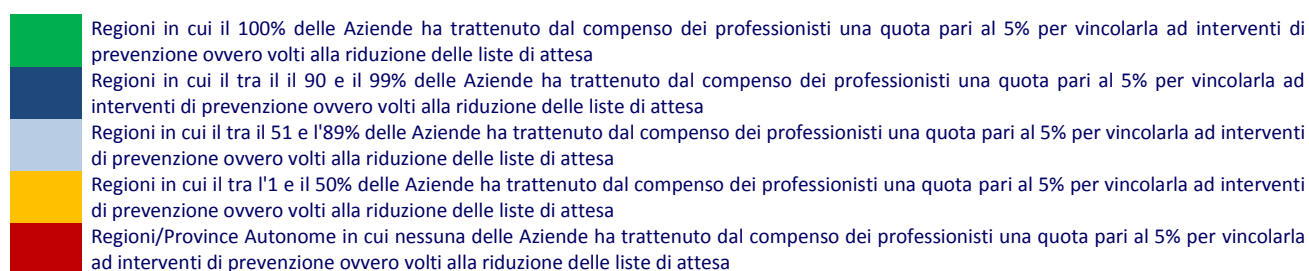 Regioni in cui il 100% delle Aziende ha trattenuto dal compenso dei professionisti una quota pari al 5% per vincolarla ad interventi di
prevenzione ovvero volti alla riduzione delle liste di attesa
Regioni in cui il tra il il 90 e il 99% delle Aziende ha trattenuto dal compenso dei professionisti una quota pari al 5% per vincolarla ad
interventi di prevenzione ovvero volti alla riduzione delle liste di attesa
Regioni in cui il tra il 51 e l'89% delle Aziende ha trattenuto dal compenso dei professionisti una quota pari al 5% per vincolarla ad interventi
di prevenzione ovvero volti alla riduzione delle liste di attesa
Regioni in cui il tra l'1 e il 50% delle Aziende ha trattenuto dal compenso dei professionisti una quota pari al 5% per vincolarla ad interventi
di prevenzione ovvero volti alla riduzione delle liste di attesa
Regioni/Province Autonome in cui nessuna delle Aziende ha trattenuto dal compenso dei professionisti una quota pari al 5% per vincolarla
ad interventi di prevenzione ovvero volti alla riduzione delle liste di attesa